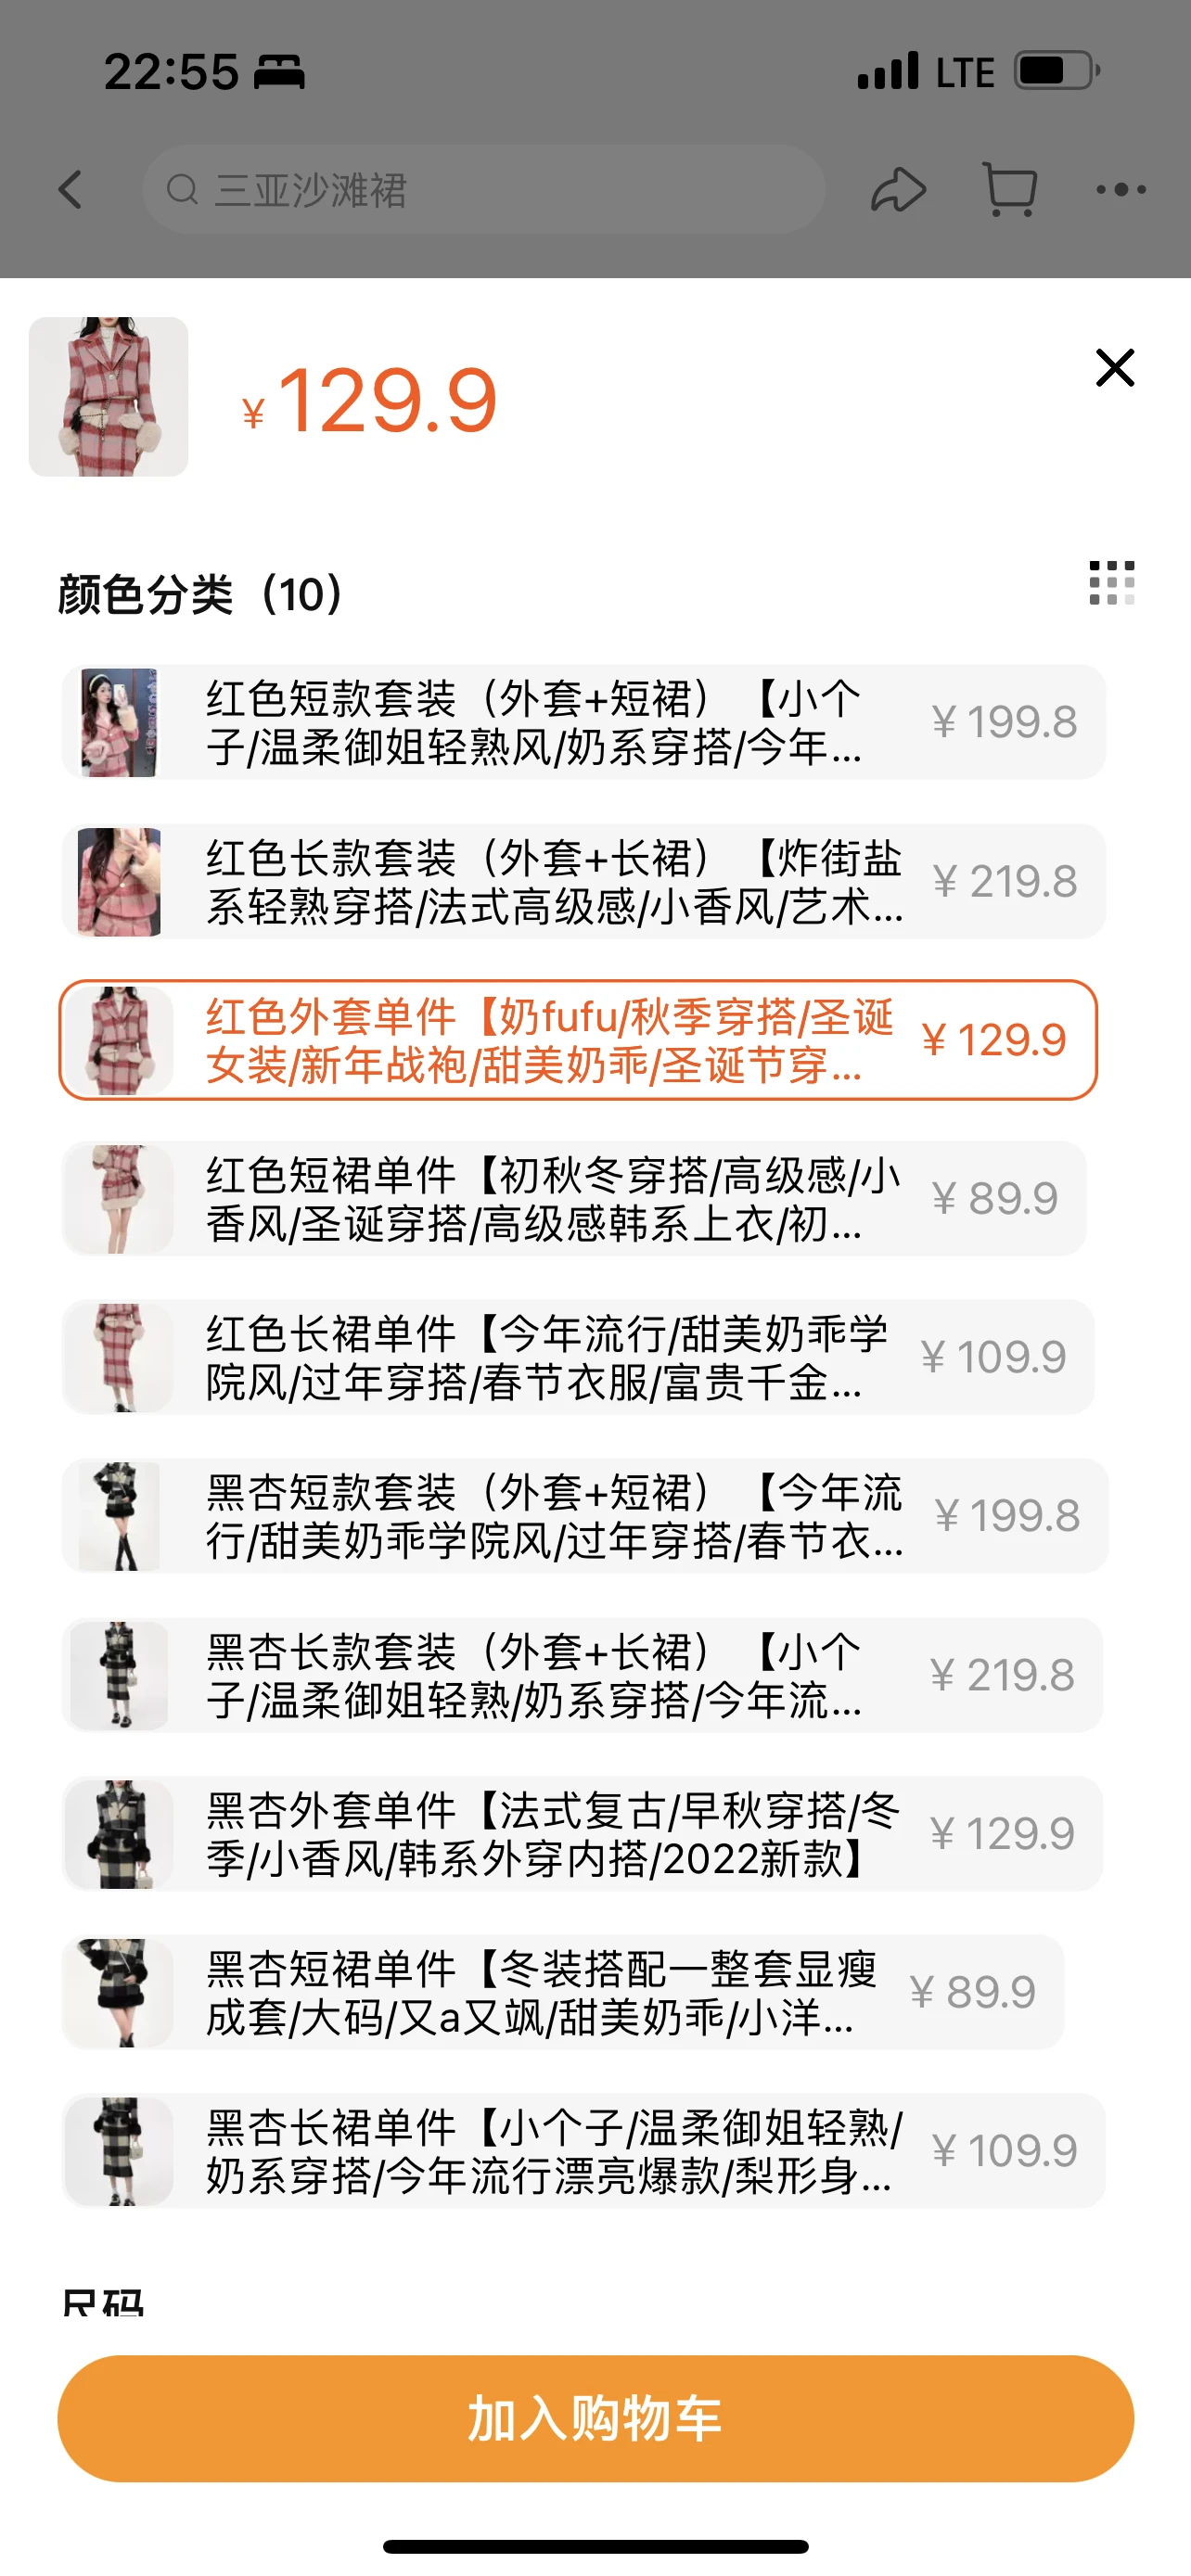 22:55
LTE
三亚沙滩裙
¥129.9
颜色分类（10）
红色短款套装（外套+短裙）【小个
子/温柔御姐轻熟风/奶系穿搭/今年...
¥ 199.8
红色长款套装（外套+长裙）【炸街盐
系轻熟穿搭/法式高级感/小香风/艺术...
¥ 219.8
红色外套单件【奶fufu/秋季穿搭/圣诞
女装/新年战袍/甜美奶乖/圣诞节穿...
¥ 129.9
红色短裙单件【初秋冬穿搭/高级感/小
香风/圣诞穿搭/高级感韩系上衣/初...
¥ 89.9
红色长裙单件【今年流行/甜美奶乖学
院风/过年穿搭/春节衣服/富贵千金...
¥ 109.9
黑杏短款套装（外套+短裙）【今年流
行/甜美奶乖学院风/过年穿搭/春节衣...
¥ 199.8
黑杏长款套装（外套+长裙）【小个
子/温柔御姐轻熟/奶系穿搭/今年流...
¥ 219.8
黑杏外套单件【法式复古/早秋穿搭/冬
季/小香风/韩系外穿内搭/2022新款】
¥ 129.9
黑杏短裙单件【冬装搭配一整套显瘦
成套/大码/又a又飒/甜美奶乖/小洋...
¥ 89.9
黑杏长裙单件【小个子/温柔御姐轻熟/
奶系穿搭/今年流行漂亮爆款/梨形身...
¥ 109.9
尺码
加入购物车